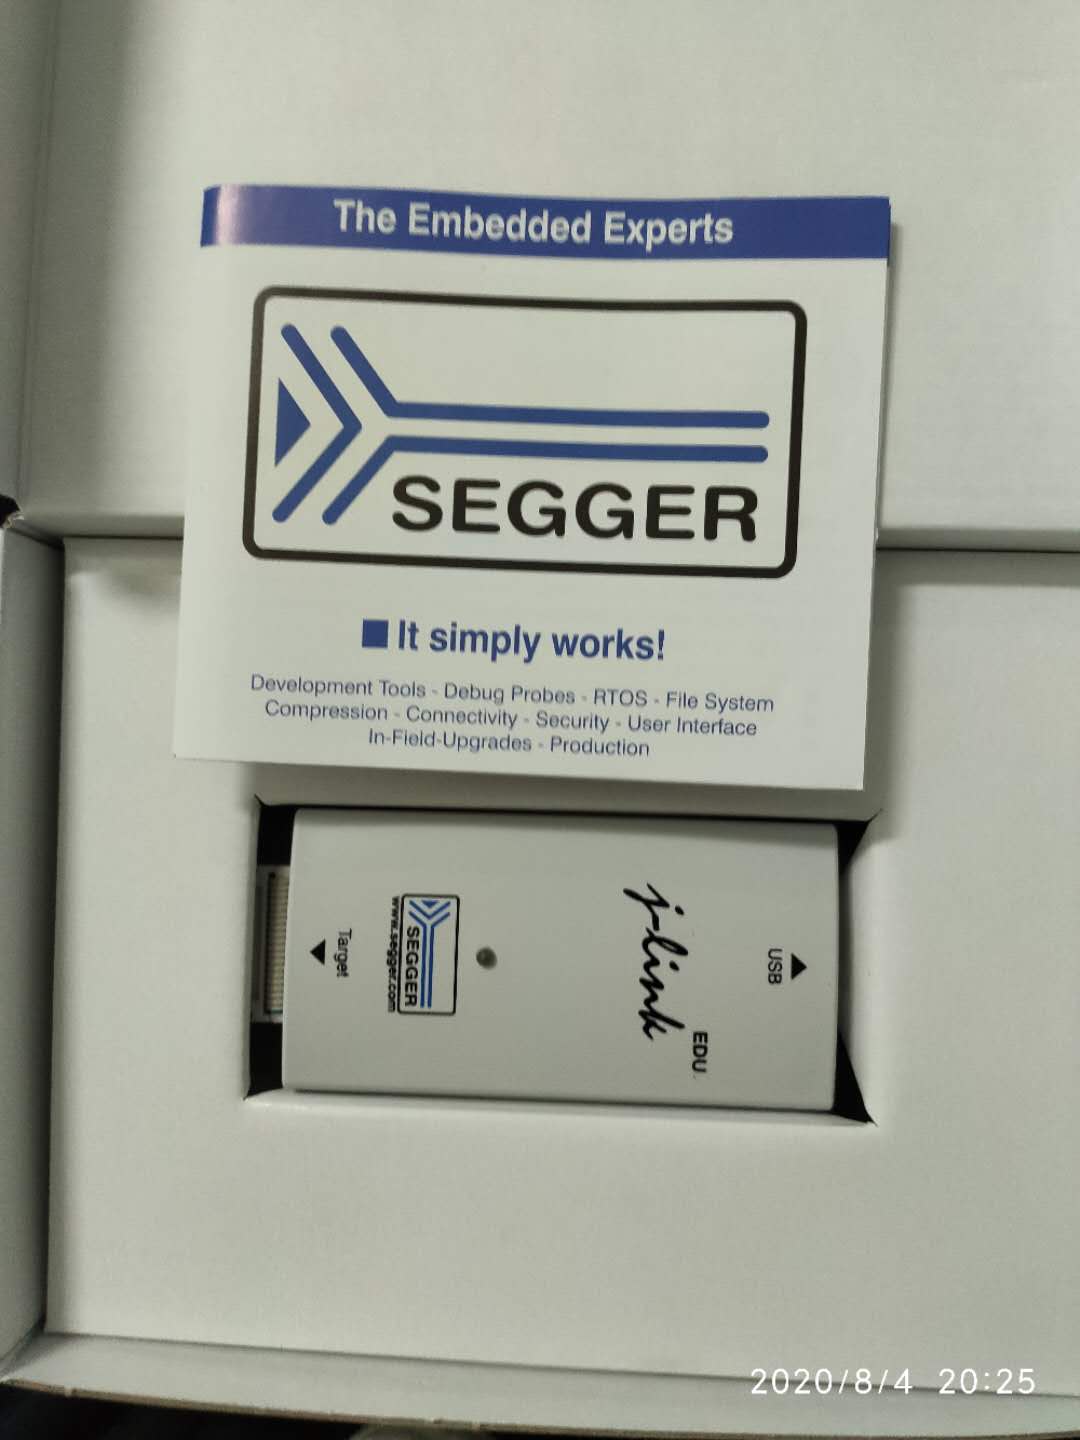 The Embedded Experts
SEGGER
■ It simply works!
Development Tools - Debug Probes - RTOS - File System
Compression - Connectivity - Security - User Interface
In-Field-Upgrades - Production
USB
EDU
j-link
SEGGER
www.segger.com
Target
2020/8/4 20:25